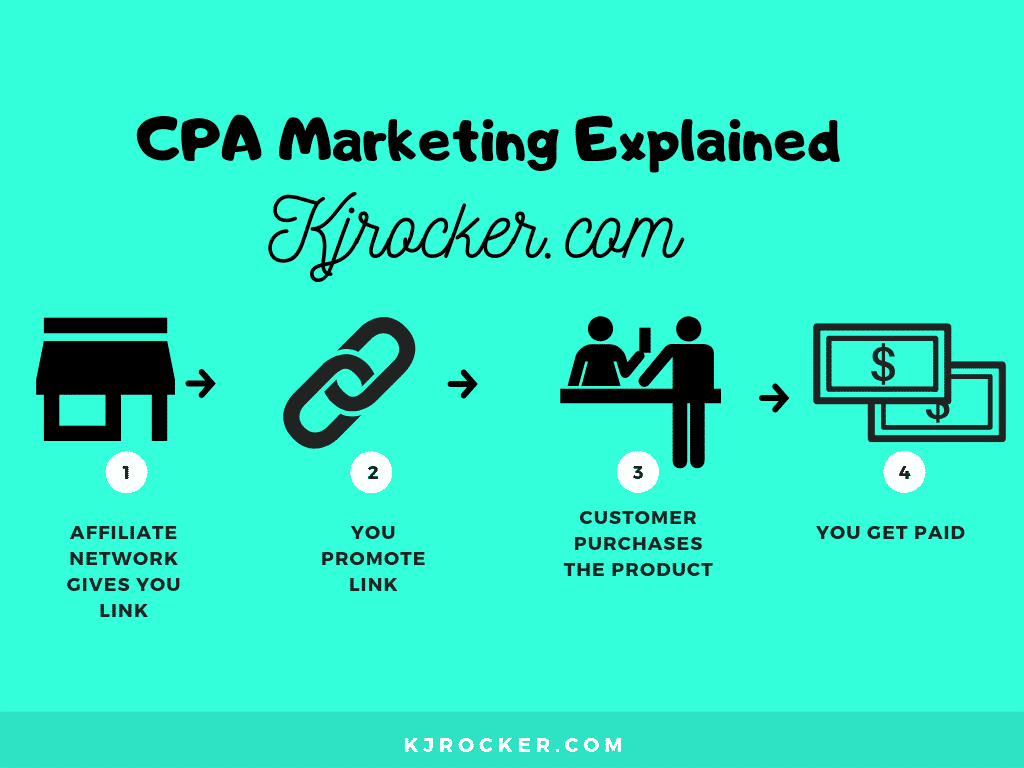 CPA Marketing Explained
Kjrocker.com
$
$
1
AFFILIATE
NETWORK
GIVES YOU
LINK
2
YOU
PROMOTE
LINK
3
CUSTOMER
PURCHASES
THE PRODUCT
4
YOU GET PAID
KJROCKER.COM